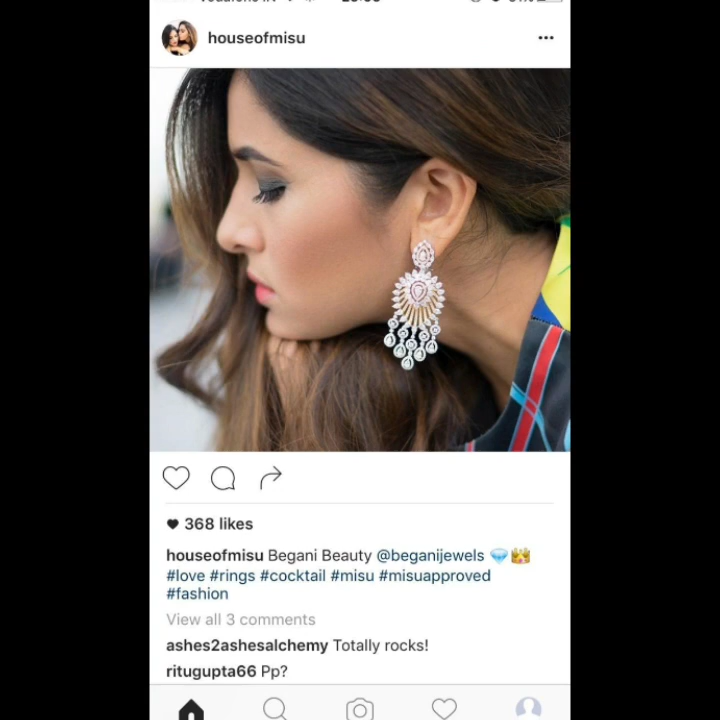 houseofmisu
368 likes
houseofmisu Begani Beauty @beganijewels 💎👑
#love #rings #cocktail #misu #misuapproved
#fashion
View all 3 comments
ashes2ashesalchemy Totally rocks!
ritugupta66 Pp?